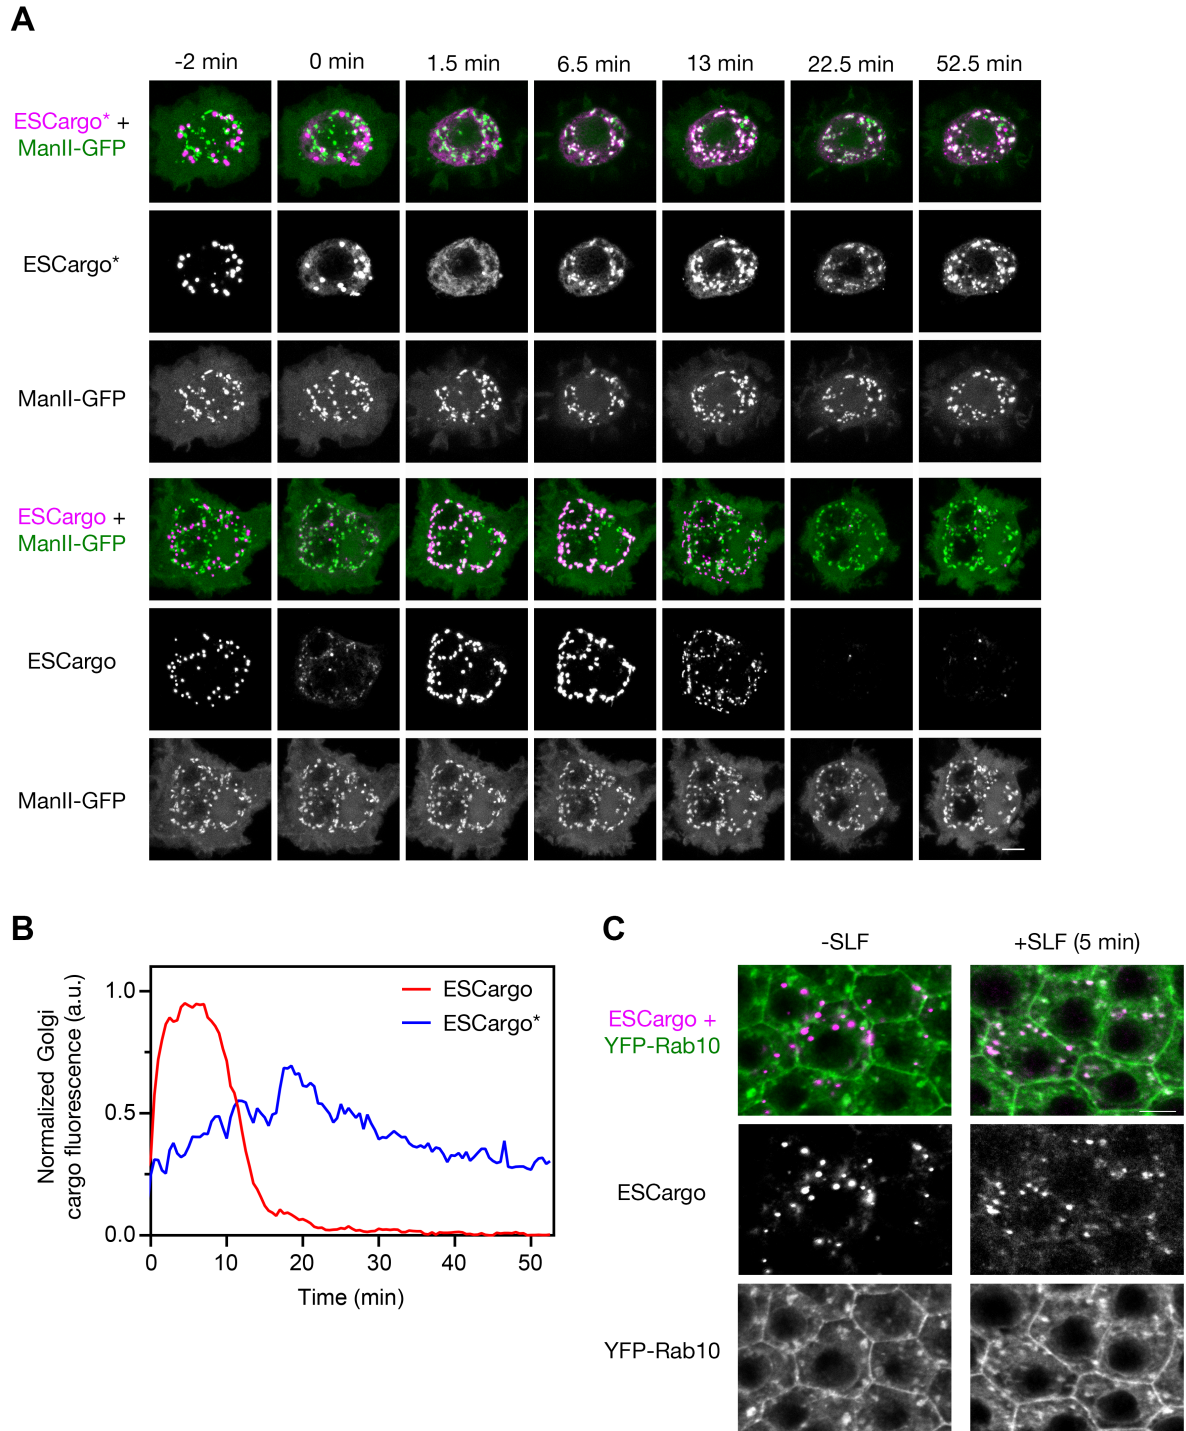 A
-2 min 0 min 1.5 min 6.5 min 13 min 22.5 min 52.5 min
ESCargo* +
ManII-GFP
ESCargo*
ManII-GFP
ESCargo +
ManII-GFP
ESCargo
ManII-GFP
B
Normalized Golgi
cargo fluorescence (a.u.)
1.0
0.5
0.0
ESCargo
ESCargo*
0 10 20 30 40 50
Time (min)
C
-SLF +SLF (5 min)
ESCargo +
YFP-Rab10
ESCargo
YFP-Rab10